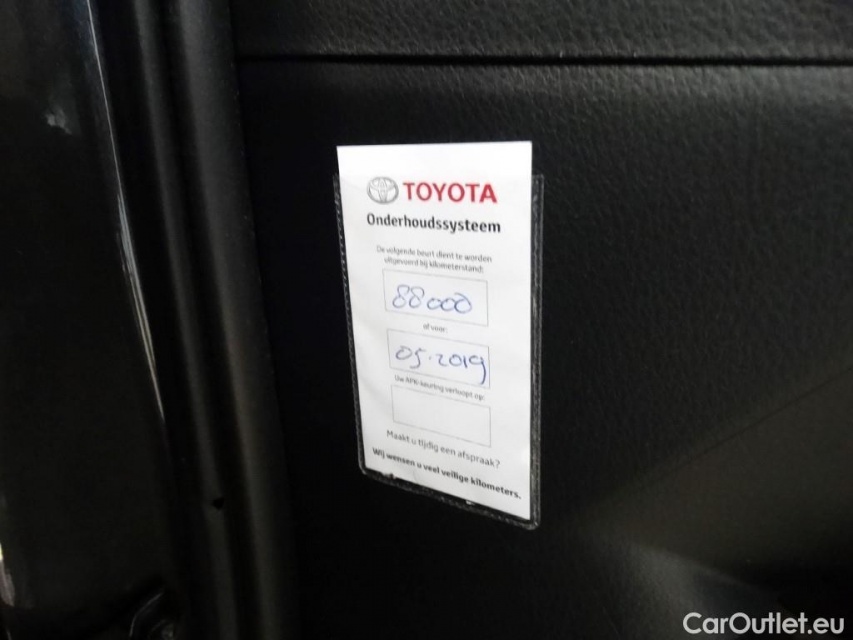 TOYOTA
Onderhoudssysteem
De volgende beurt dient te worden
uitgevoerd bij kilometerstand:
88000
of voor:
05-2019
Uw APK-keuring verloopt op:
Maakt u tijdig een afspraak?
Wij wensen u veel veilige kilometers.
CarOutlet.eu